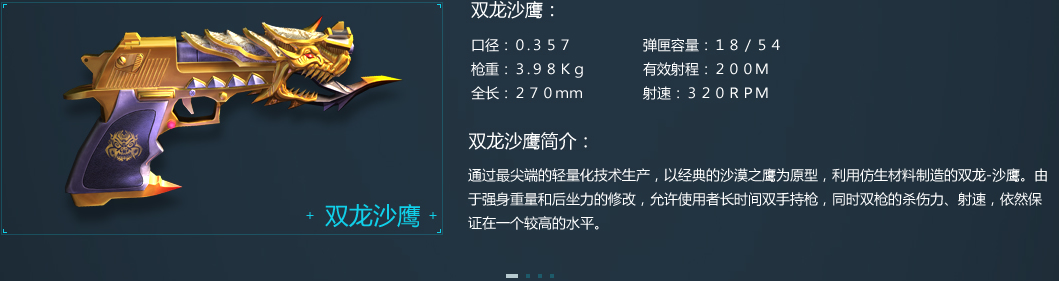 双龙沙鹰：
口径：0.357 弹匣容量：18/54
枪重：3.98Kg 有效射程：200M
全长：270mm 射速：320RPM
双龙沙鹰简介：
通过最尖端的轻量化技术生产，以经典的沙漠之鹰为原型，利用仿生材料制造的双龙-沙鹰。由
于强身重量和后坐力的修改，允许使用者长时间双手持枪，同时双枪的杀伤力、射速，依然保
证在一个较高的水平。
+ 双龙沙鹰 +